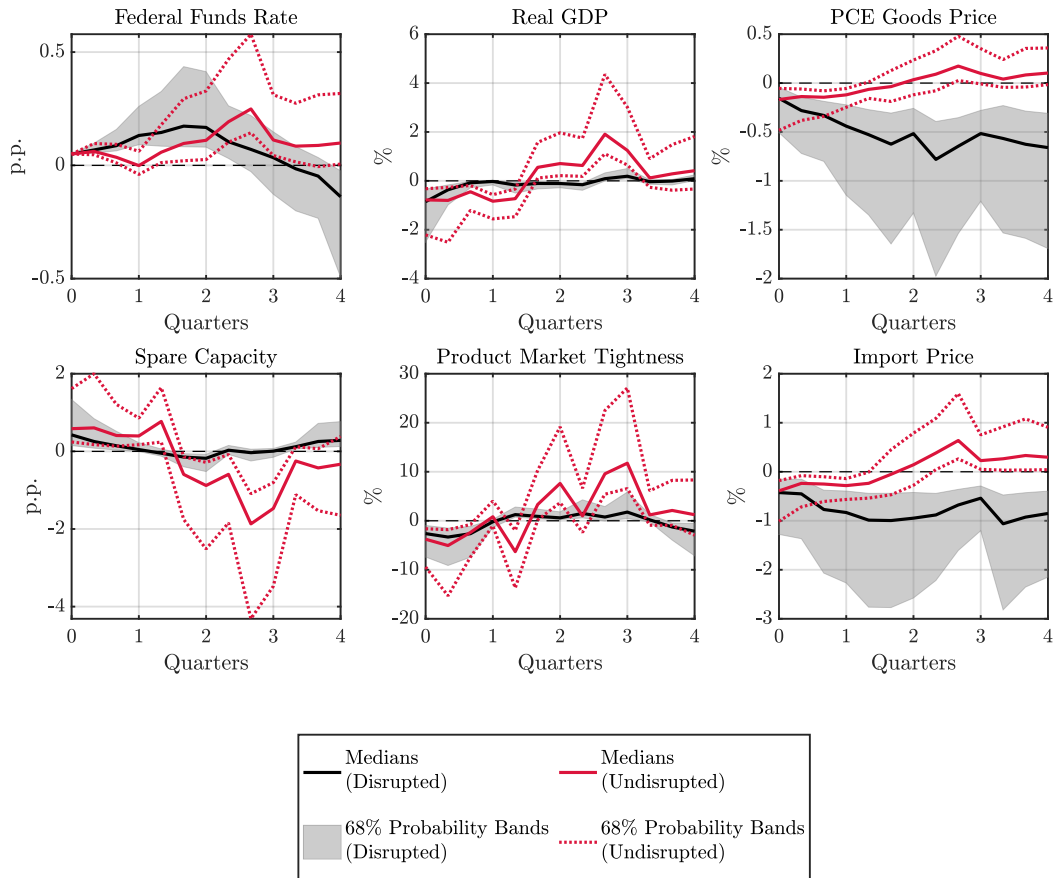 Federal Funds Rate
0.5
0
-0.5
p.p.
0 1 2 3 4
Quarters
Real GDP
6
4
2
0
-2
-4
%
0 1 2 3 4
Quarters
PCE Goods Price
0.5
0
-0.5
-1
-1.5
-2
%
0 1 2 3 4
Quarters
Spare Capacity
2
0
-2
-4
p.p.
0 1 2 3 4
Quarters
Product Market Tightness
30
20
10
0
-10
-20
%
0 1 2 3 4
Quarters
Import Price
2
1
0
-1
-2
-3
%
0 1 2 3 4
Quarters
Medians
(Disrupted)
Medians
(Undisrupted)
68% Probability Bands
(Disrupted)
68% Probability Bands
(Undisrupted)